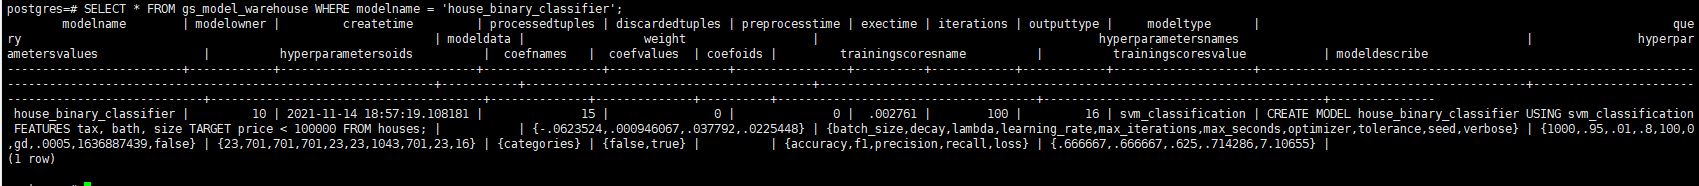 postgres=# SELECT * FROM gs_model_warehouse WHERE modelname = 'house_binary_classifier';
modelname | modelowner | createtime | processedtuples | discardedtuples | preprocesstime | exectime | iterations | outputtype | modeltype | que
ry | modeldata | weight | hyperparametersnames | hyperpar
ametersvalues | hyperparametersoids | coefnames | coefvalues | coefoids | trainingscoresname | trainingscoresvalue | modeldescribe
house_binary_classifier | 10 | 2021-11-14 18:57:19.108181 | 15 | 0 | 0 | .002761 | 100 | 16 | svm_classification | CREATE MODEL house_binary_classifier USING svm_classification
FEATURES tax, bath, size TARGET price < 100000 FROM houses; | | {-.0623524,.000946067,.037792,.0225448} | {batch_size,decay,lambda,learning_rate,max_iterations,max_seconds,optimizer,tolerance,seed,verbose} | {1000,.95,.01,.8,100,0
,gd,.0005,1636887439,false} | {23,701,701,701,23,23,1043,701,23,16} | {categories} | {false,true} | | {accuracy,f1,precision,recall,loss} | {.666667,.666667,.625,.714286,7.10655} |
(1 row)